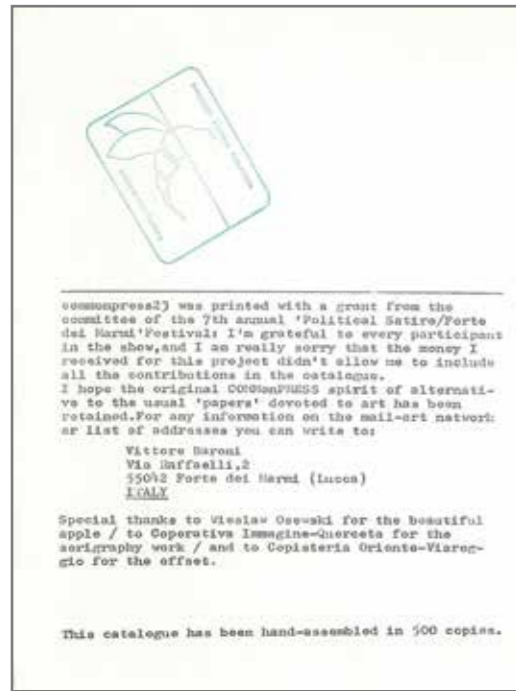 commonpress23 was printed with a grant from the
committee of the 7th annual 'Political Satire/Forte
dei Marmi'Festival: I'm grateful to every participant
in the show,and I am really sorry that the money I
received for this project didn't allow me to include
all the contributions in the catalogue.
I hope the original COMMonPRESS spirit of alternati-
ve to the usual 'papers' devoted to art has been
retained.For any information on the mail-art network
or list of addresses you can write to:
Vittore Baroni
Via Raffaelli,2
55042 Forte dei Marmi (Lucca)
ITALY
Special thanks to Wieslaw Osewski for the beautiful
apple / to Coperativa Immagine-Querceta for the
serigraphy work / and to Copisteria Oriente-Viareg-
gio for the offset.
This catalogue has been hand-assembled in 500 copies.